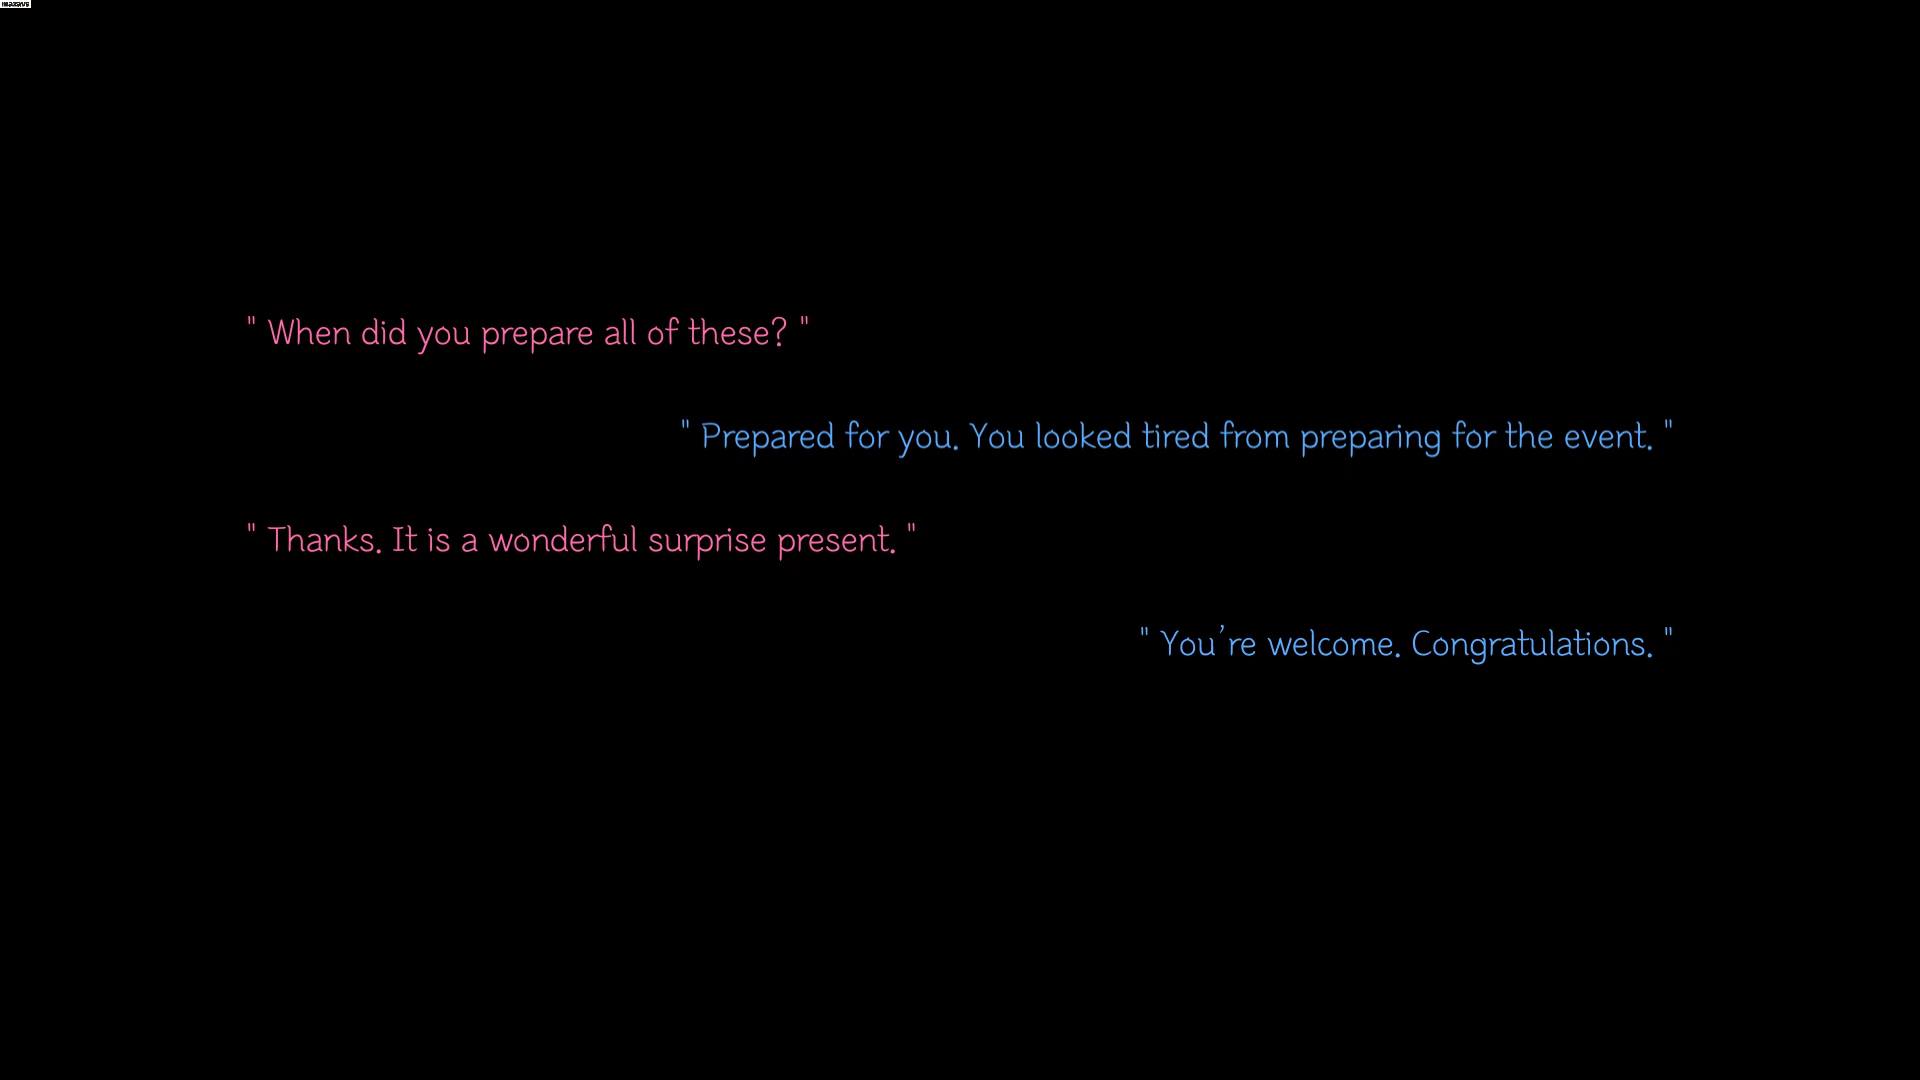 " When did you prepare all of these? "
" Prepared for you. You looked tired from preparing for the event. "
" Thanks. It is a wonderful surprise present. "
" You’re welcome. Congratulations. "